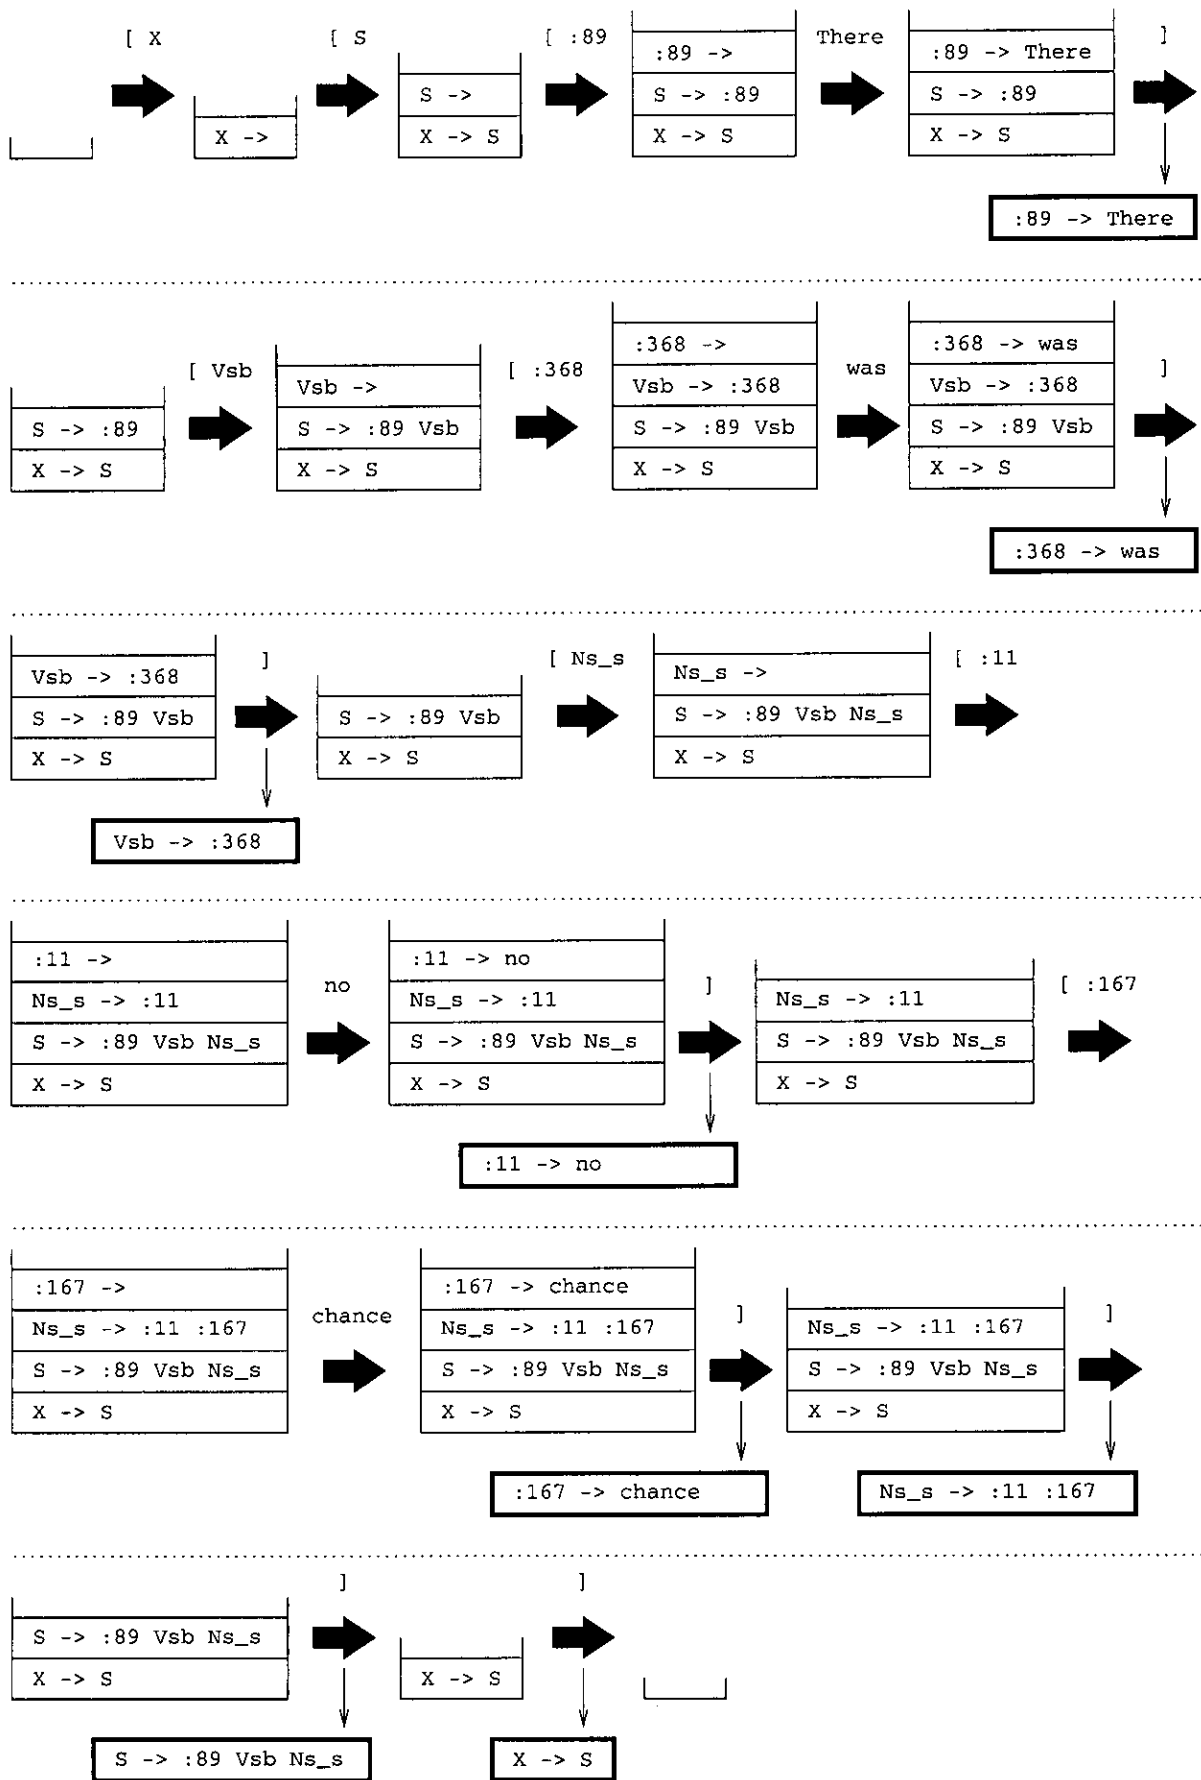 [ X [ S [ :89 There ]
X ->
S ->
X -> S
:89 ->
S -> :89
X -> S
:89 -> There
S -> :89
X -> S
:89 -> There
[ Vsb [ :368 was ]
S -> :89
X -> S
Vsb ->
S -> :89 Vsb
X -> S
:368 ->
Vsb -> :368
S -> :89 Vsb
X -> S
:368 -> was
Vsb -> :368
S -> :89 Vsb
X -> S
:368 -> was
] [ Ns_s [ :11
Vsb -> :368
S -> :89 Vsb
X -> S
S -> :89 Vsb
X -> S
Ns_s ->
S -> :89 Vsb Ns_s
X -> S
Vsb -> :368
no ] [ :167
:11 ->
Ns_s -> :11
S -> :89 Vsb Ns_s
X -> S
:11 -> no
Ns_s -> :11
S -> :89 Vsb Ns_s
X -> S
Ns_s -> :11
S -> :89 Vsb Ns_s
X -> S
:11 -> no
chance ] ]
:167 ->
Ns_s -> :11 :167
S -> :89 Vsb Ns_s
X -> S
:167 -> chance
Ns_s -> :11 :167
S -> :89 Vsb Ns_s
X -> S
Ns_s -> :11 :167
S -> :89 Vsb Ns_s
X -> S
:167 -> chance
Ns_s -> :11 :167
] ]
S -> :89 Vsb Ns_s
X -> S
X -> S
S -> :89 Vsb Ns_s
X -> S